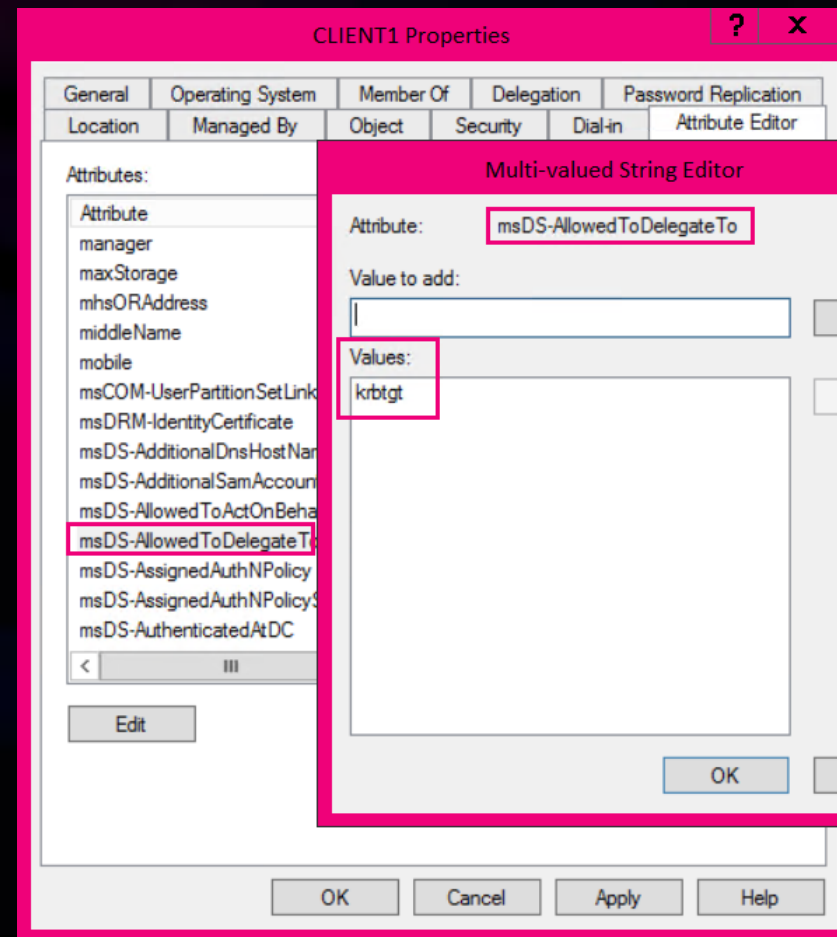 CLIENT1 Properties
? X
General Operating System Member Of Delegation Password Replication
Location Managed By Object Security Dial-in Attribute Editor
Attributes:
Attribute
manager
maxStorage
mhsORAddress
middleName
mobile
msCOM-UserPartitionSetLink
msDRM-IdentityCertificate
msDS-AdditionalDnsHostNam
msDS-AdditionalSamAccoun
msDS-AllowedToActOnBeha
msDS-AllowedToDelegateTo
msDS-AssignedAuthNPolicy
msDS-AssignedAuthNPolicyS
msDS-AuthenticatedAtDC
Edit
Multi-valued String Editor
Attribute: msDS-AllowedToDelegateTo
Value to add:
Values:
krbtgt
OK
OK Cancel Apply Help